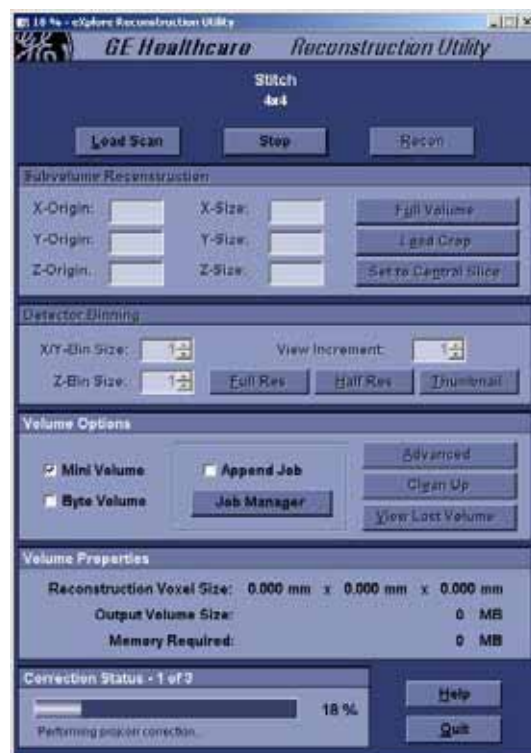 18 % - eXplore Reconstruction Utility
GE Healthcare Reconstruction Utility
Stitch
4x4
Load Scan Stop Recon
Subvolume Reconstruction
X-Origin: X-Size: Full Volume
Y-Origin: Y-Size: Load Crop
Z-Origin: Z-Size: Set to Central Slice
Detector Binning
X/Y-Bin Size: 1 View Increment: 1
Z-Bin Size: 1 Full Res Half Res Thumbnail
Volume Options
Mini Volume Append Job Advanced
Byte Volume Job Manager Clean Up
View Last Volume
Volume Properties
Reconstruction Voxel Size: 0.000 mm x 0.000 mm x 0.000 mm
Output Volume Size: 0 MB
Memory Required: 0 MB
Correction Status - 1 of 3
18 %
Performing proj/con correction...
Help
Quit